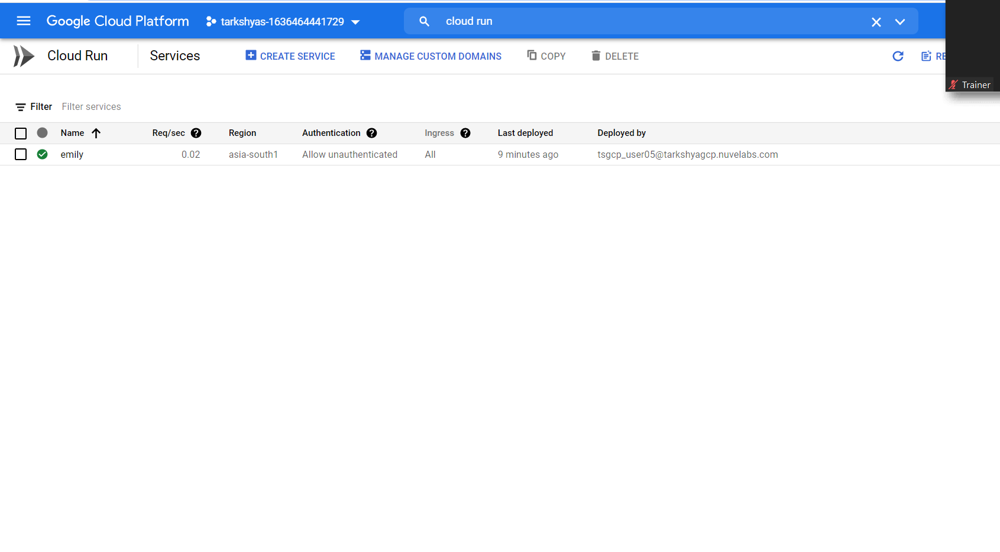 Google Cloud Platform tarkshyas-1636464441729 cloud run
Cloud Run Services CREATE SERVICE MANAGE CUSTOM DOMAINS COPY DELETE
Trainer
Filter Filter services
Name Req/sec Region Authentication Ingress Last deployed Deployed by
emily 0.02 asia-south1 Allow unauthenticated All 9 minutes ago tsgcp_user05@tarkshyagcp.nuvelabs.com